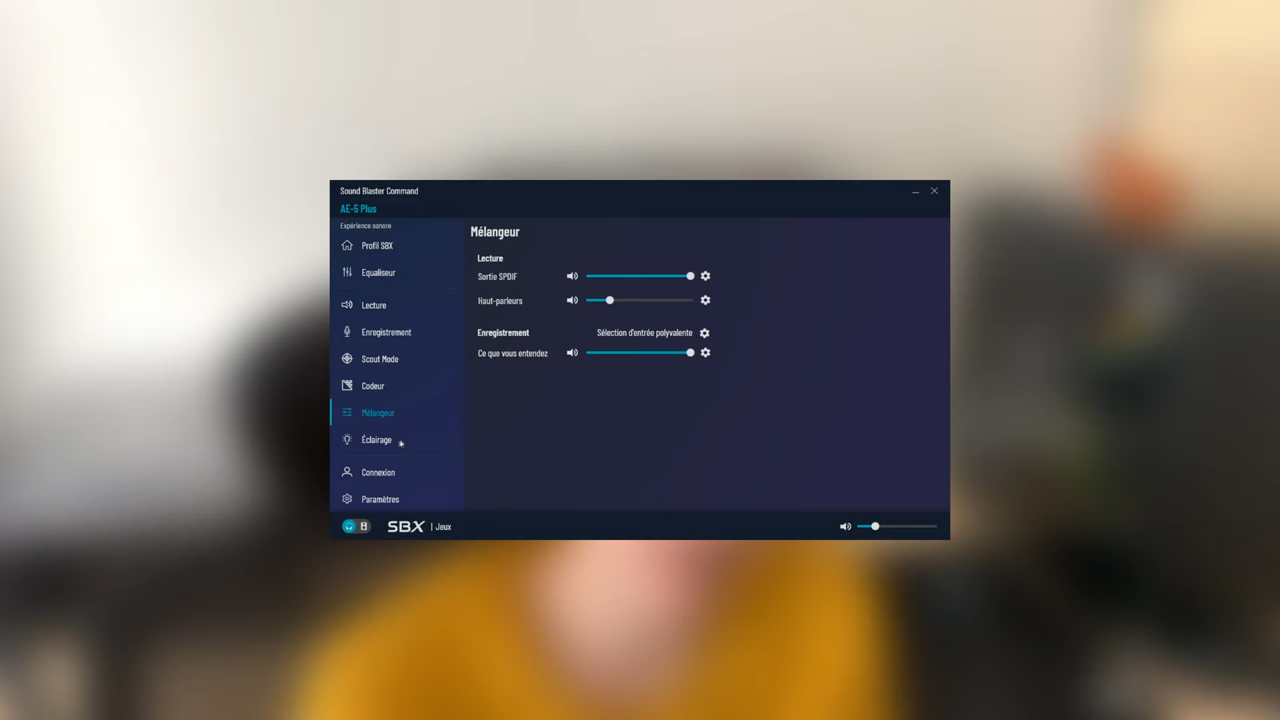 Sound Blaster Command
AE-5 Plus
Expérience sonore
Profil SBX
Equaliseur
Lecture
Enregistrement
Scout Mode
Codeur
Mélangeur
Éclairage
Connexion
Paramètres
Mélangeur
Lecture
Sortie SPDIF
Haut-parleurs
Enregistrement Sélection d'entrée polyvalente
Ce que vous entendez
SBX | Jeux